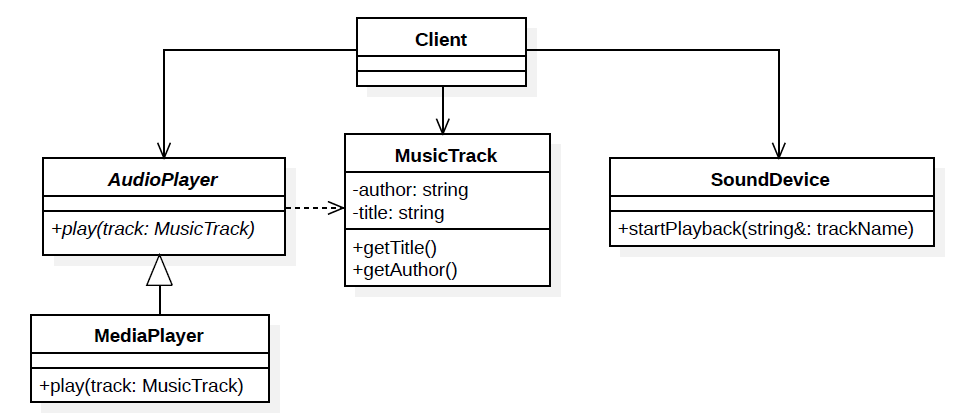 Client
AudioPlayer
+play(track: MusicTrack)
MusicTrack
-author: string
-title: string
+getTitle()
+getAuthor()
SoundDevice
+startPlayback(string&: trackName)
MediaPlayer
+play(track: MusicTrack)